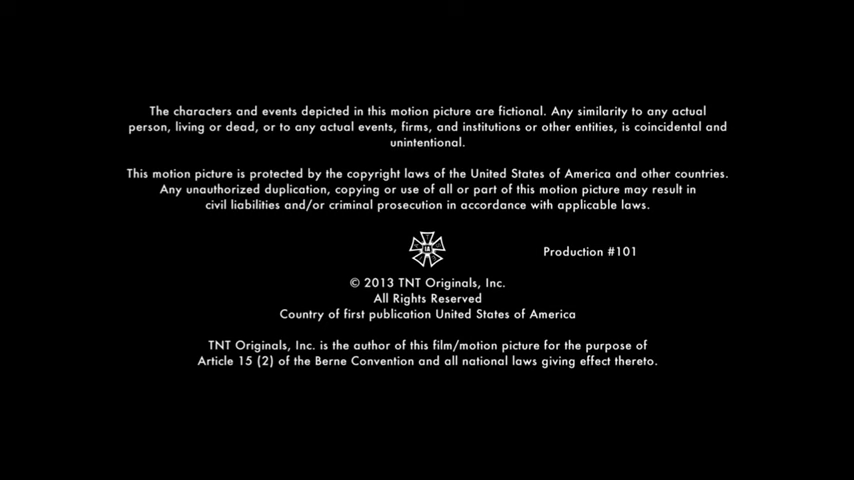 The characters and events depicted in this motion picture are fictional. Any similarity to any actual
person, living or dead, or to any actual events, firms, and institutions or other entities, is coincidental and
unintentional.
This motion picture is protected by the copyright laws of the United States of America and other countries.
Any unauthorized duplication, copying or use of all or part of this motion picture may result in
civil liabilities and/or criminal prosecution in accordance with applicable laws.
IA
Production #101
© 2013 TNT Originals, Inc.
All Rights Reserved
Country of first publication United States of America
TNT Originals, Inc. is the author of this film/motion picture for the purpose of
Article 15 (2) of the Berne Convention and all national laws giving effect thereto.